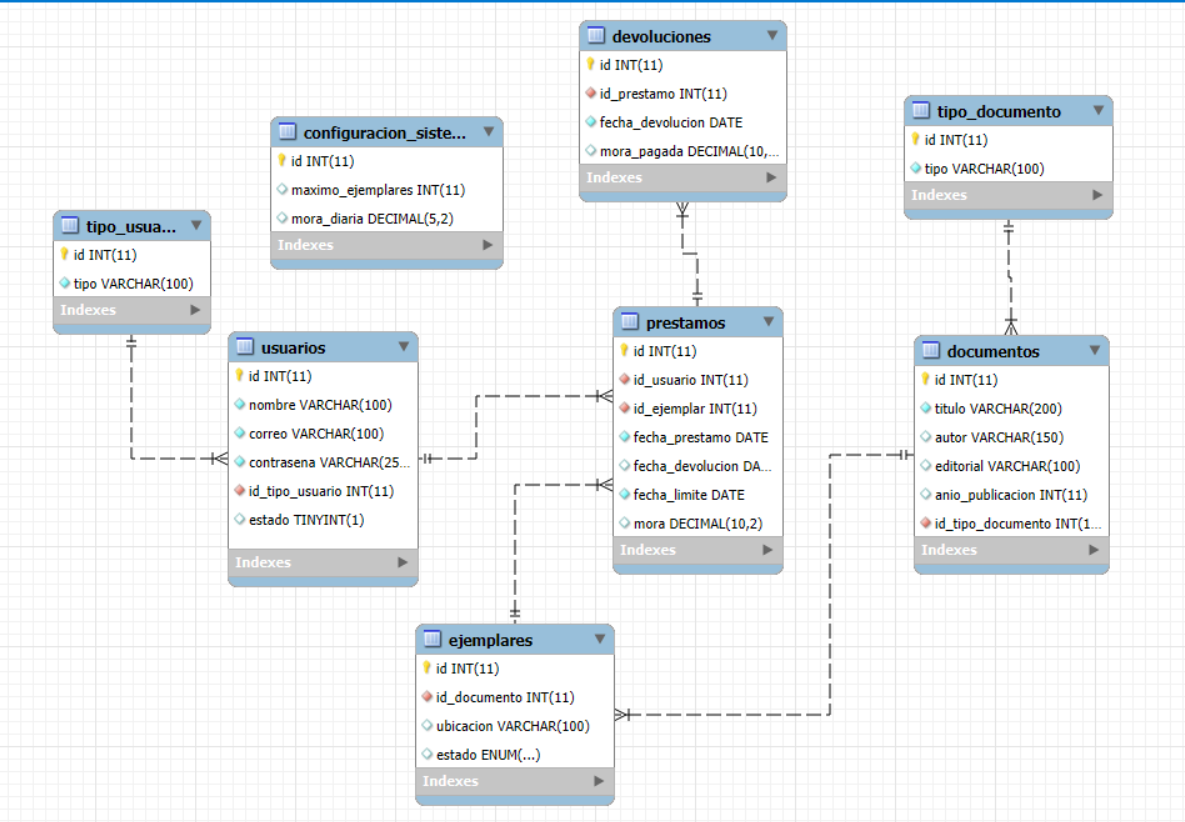 devoluciones
id INT(11)
id_prestamo INT(11)
fecha_devolucion DATE
mora_pagada DECIMAL(10,...
Indexes
tipo_documento
id INT(11)
tipo VARCHAR(100)
Indexes
configuracion_siste...
id INT(11)
maximo_ejemplares INT(11)
mora_diaria DECIMAL(5,2)
Indexes
tipo_usua...
id INT(11)
tipo VARCHAR(100)
Indexes
usuarios
id INT(11)
nombre VARCHAR(100)
correo VARCHAR(100)
contrasena VARCHAR(25...
id_tipo_usuario INT(11)
estado TINYINT(1)
Indexes
prestamos
id INT(11)
id_usuario INT(11)
id_ejemplar INT(11)
fecha_prestamo DATE
fecha_devolucion DA...
fecha_limite DATE
mora DECIMAL(10,2)
Indexes
documentos
id INT(11)
titulo VARCHAR(200)
autor VARCHAR(150)
editorial VARCHAR(100)
anio_publicacion INT(11)
id_tipo_documento INT(1...
Indexes
ejemplares
id INT(11)
id_documento INT(11)
ubicacion VARCHAR(100)
estado ENUM(...)
Indexes